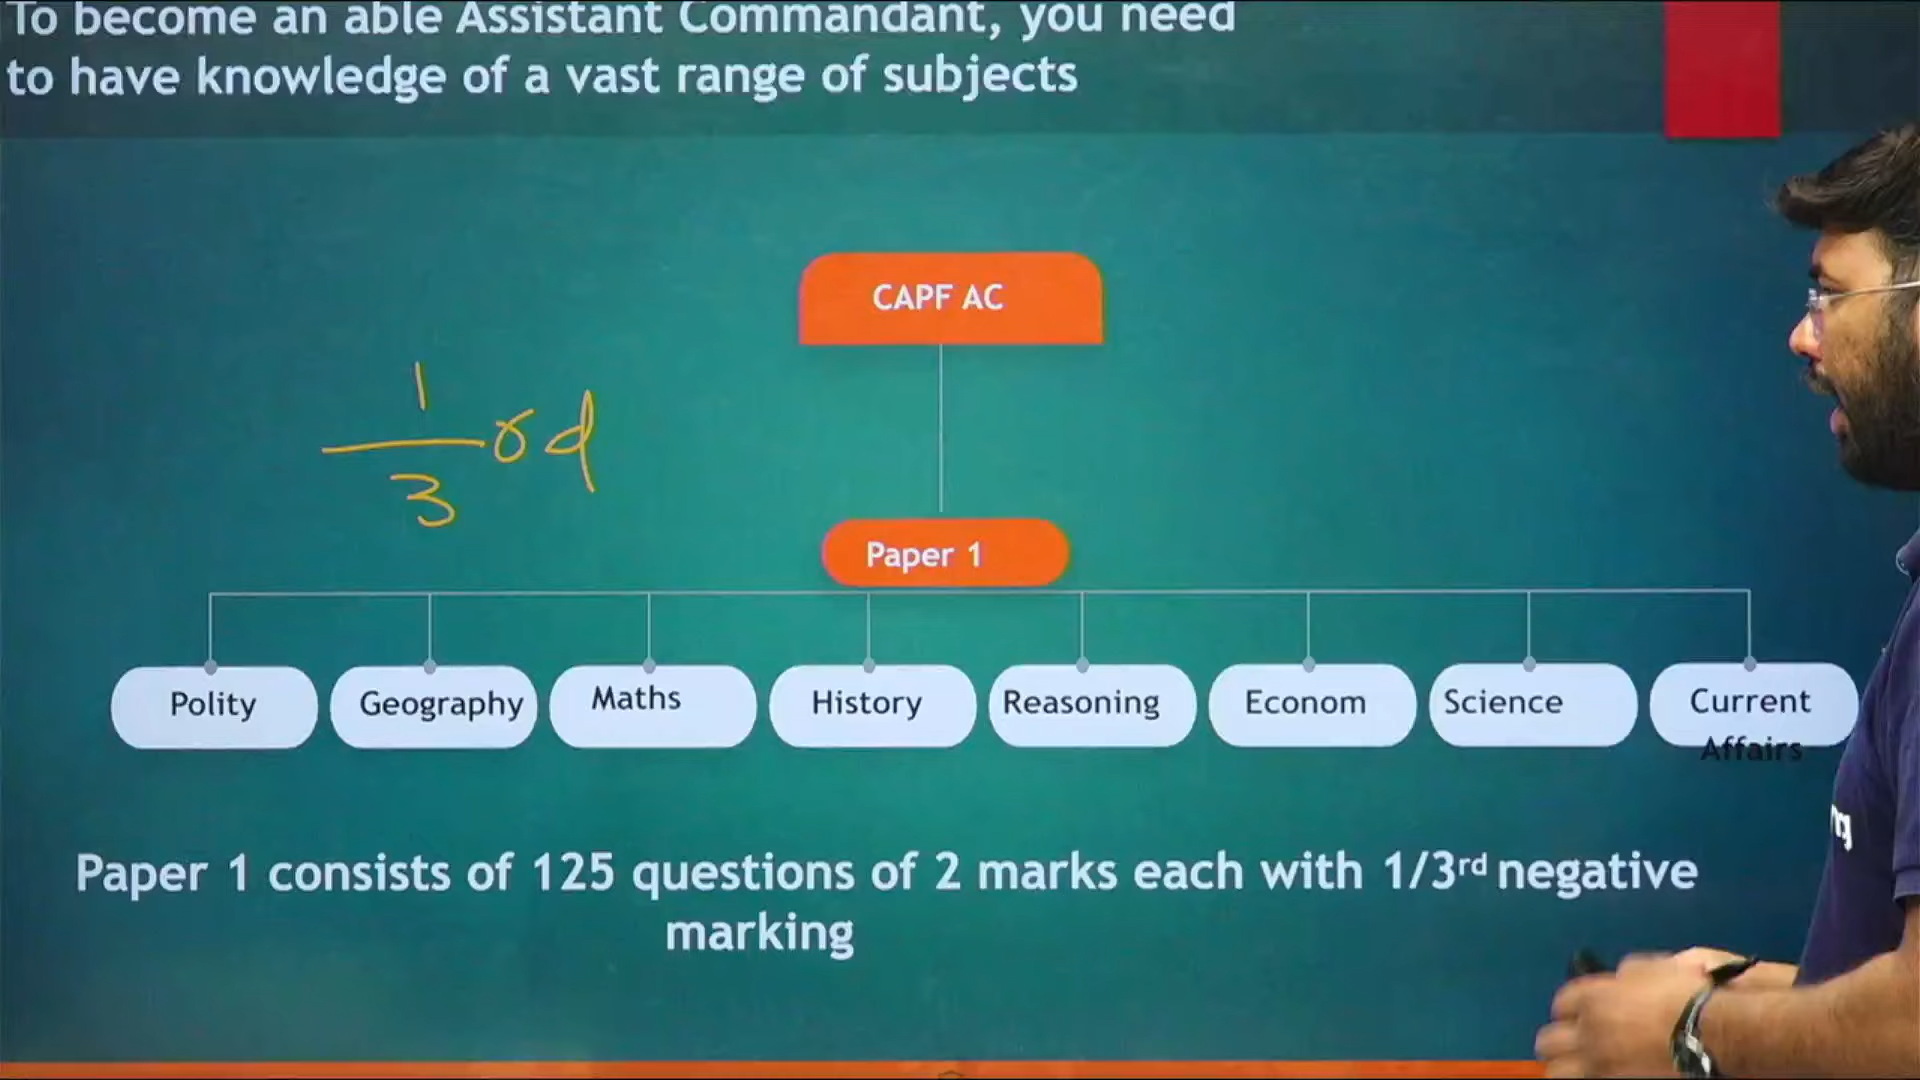 To become an able Assistant Commandant, you need
to have knowledge of a vast range of subjects
CAPF AC
1
3 rd
Paper 1
Polity
Geography
Maths
History
Reasoning
Econom
Science
Current
Affairs
Paper 1 consists of 125 questions of 2 marks each with 1/3rd negative
marking